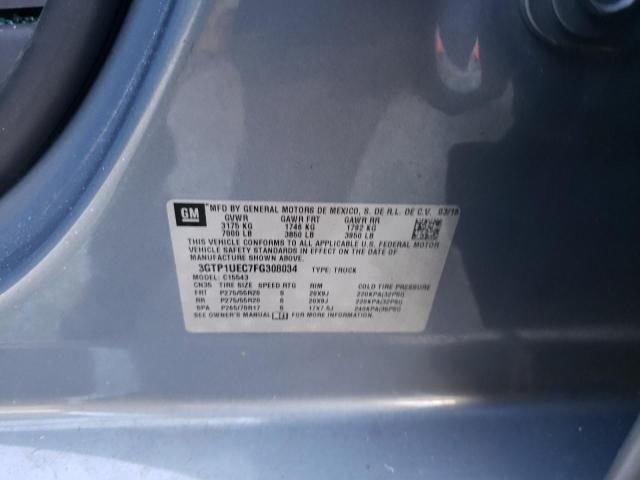 GM
MFD BY GENERAL MOTORS DE MEXICO, S. DE R.L. DE C.V. 03/15
GVWR GAWR FRT GAWR RR
3175 KG 1746 KG 1792 KG
7000 LB 3850 LB 3950 LB
THIS VEHICLE CONFORMS TO ALL APPLICABLE U.S. FEDERAL MOTOR
VEHICLE SAFETY STANDARDS IN EFFECT ON THE DATE OF
MANUFACTURE SHOWN ABOVE.
3GTP1UEC7FG308034 TYPE: TRUCK
MODEL: C15543
CN35 TIRE SIZE SPEED.RTG RIM COLD TIRE PRESSURE
FRT P275/55R20 S 20X9J 220KPA(32PSI)
RR P275/55R20 S 20X9J 220KPA(32PSI)
SPA P265/70R17 S 17X7.5J 240KPA(35PSI)
SEE OWNER'S MANUAL FOR MORE INFORMATION.